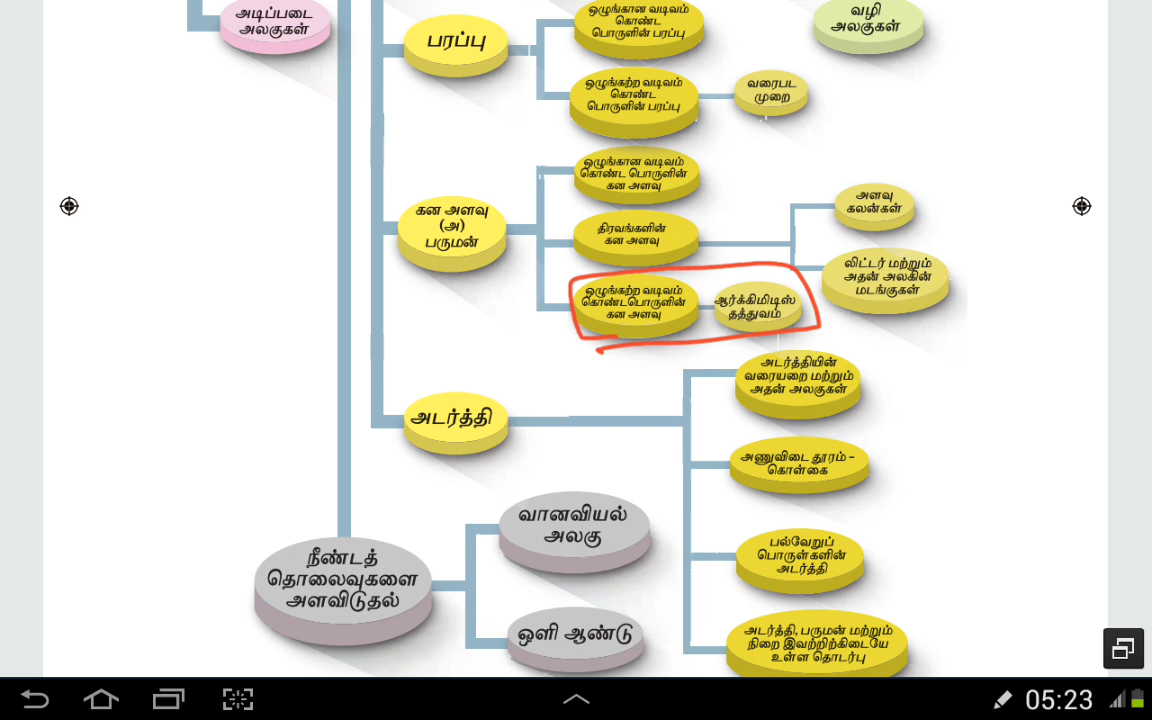 அடிப்படை
அலகுகள்
பரப்பு
ஒழுங்கான வடிவம்
கொண்ட
பொருளின் பரப்பு
வழி
அலகுகள்
ஒழுங்கற்ற வடிவம்
கொண்ட
பொருளின் பரப்பு
வரைபட
முறை
கன அளவு
(அ)
பருமன்
ஒழுங்கான வடிவம்
கொண்ட பொருளின்
கன அளவு
திரவங்களின்
கன அளவு
அளவு
கலன்கள்
லிட்டர் மற்றும்
அதன் அலகின்
மடங்குகள்
ஒழுங்கற்ற வடிவம்
கொண்டபொருளின்
கன அளவு
ஆர்க்கிமிடிஸ்
தத்துவம்
அடர்த்தி
அடர்த்தியின்
வரையறை மற்றும்
அதன் அலகுகள்
அணுவிடை தூரம் –
கொள்கை
பல்வேறுப்
பொருள்களின்
அடர்த்தி
அடர்த்தி, பருமன் மற்றும்
நிறை இவற்றிற்கிடையே
உள்ள தொடர்பு
நீண்டத்
தொலைவுகளை
அளவிடுதல்
வானவியல்
அலகு
ஒளி ஆண்டு
05:23